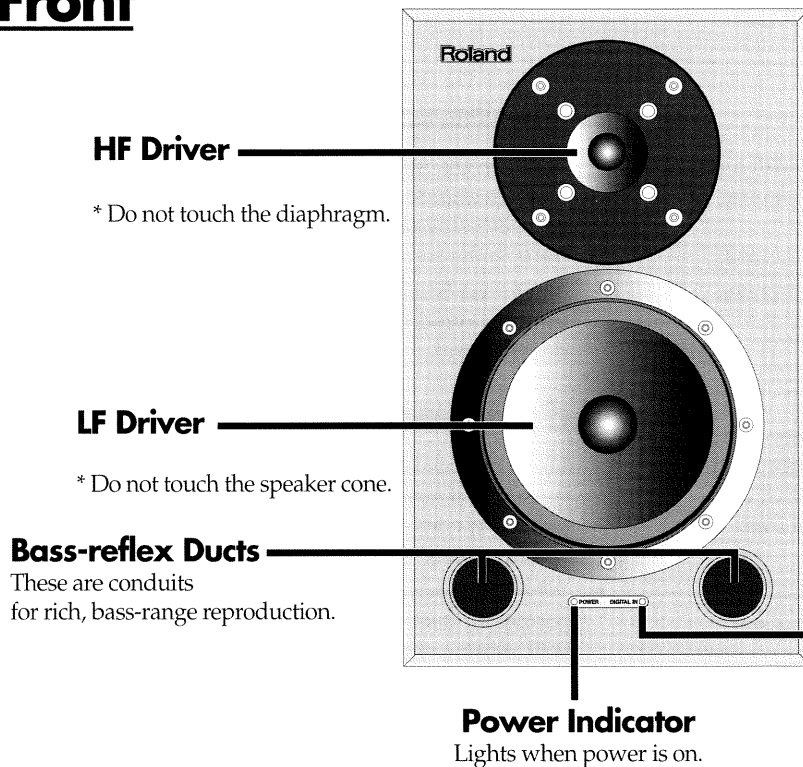 Front
Roland
HF Driver
* Do not touch the diaphragm.
LF Driver
* Do not touch the speaker cone.
Bass-reflex Ducts
These are conduits
for rich, bass-range reproduction.
POWER DIGITAL IN
Power Indicator
Lights when power is on.